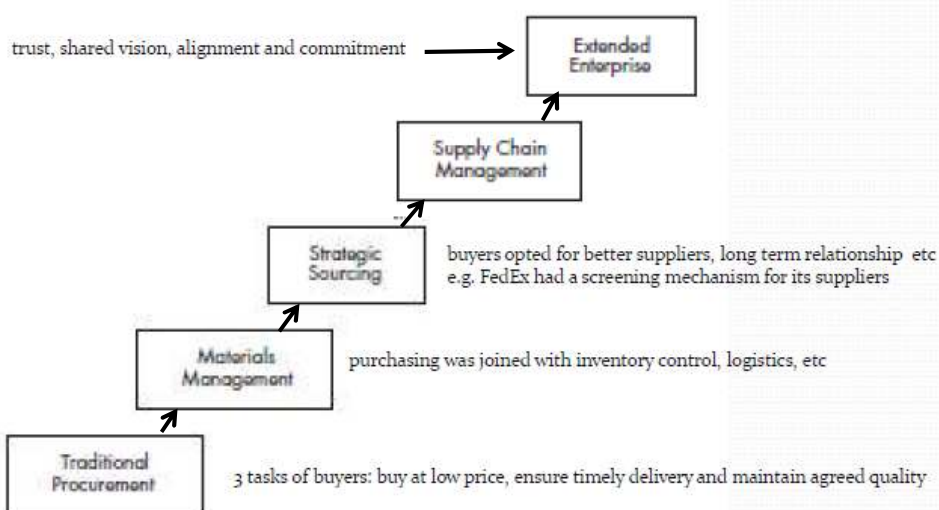 trust, shared vision, alignment and commitment
Extended
Enterprise
Supply Chain
Management
Strategic
Sourcing
buyers opted for better suppliers, long term relationship etc
e.g. FedEx had a screening mechanism for its suppliers
Materials
Management
purchasing was joined with inventory control, logistics, etc
Traditional
Procurement
3 tasks of buyers: buy at low price, ensure timely delivery and maintain agreed quality